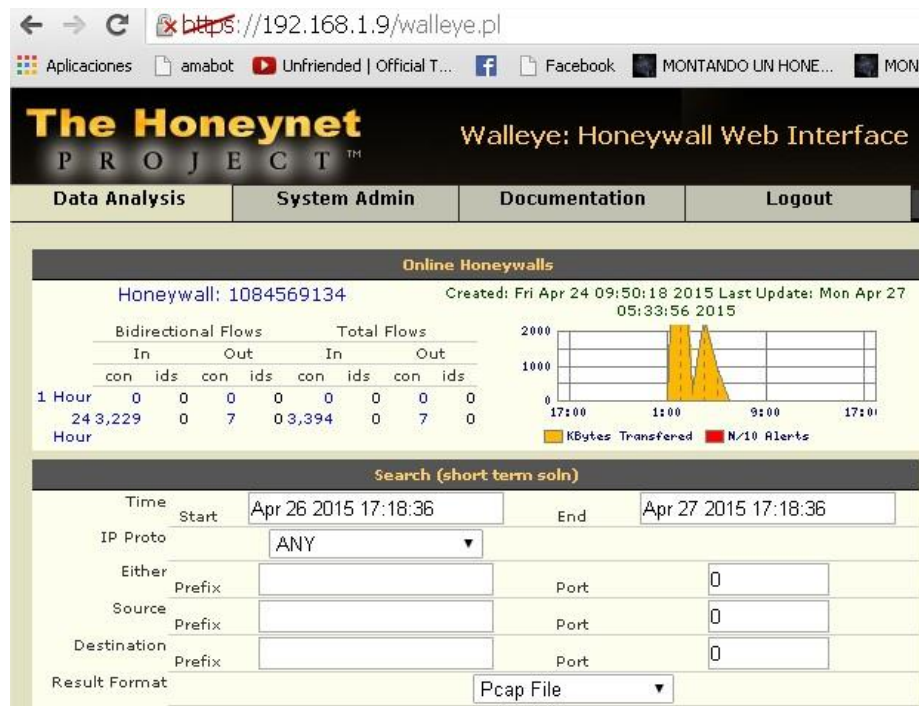 https://192.168.1.9/walleye.pl
Aplicaciones amabot Unfriended | Official T... Facebook MONTANDO UN HONE... MON
The Honeynet
PROJECT™
Walleye: Honeywall Web Interface
Data Analysis System Admin Documentation Logout
Online Honeywalls
Honeywall: 1084569134
Created: Fri Apr 24 09:50:18 2015 Last Update: Mon Apr 27
05:33:56 2015
Bidirectional Flows Total Flows
In Out In Out
con ids con ids con ids con ids
1 Hour 0 0 0 0 0 0 0 0
24 3,229 0 7 0 3,394 0 7 0
Hour
2000
1000
0
17:00 1:00 9:00 17:0
KBytes Transfered N/10 Alerts
Search (short term soln)
Time Start Apr 26 2015 17:18:36 End Apr 27 2015 17:18:36
IP Proto ANY
Either Prefix Port 0
Source Prefix Port 0
Destination Prefix Port 0
Result Format Pcap File